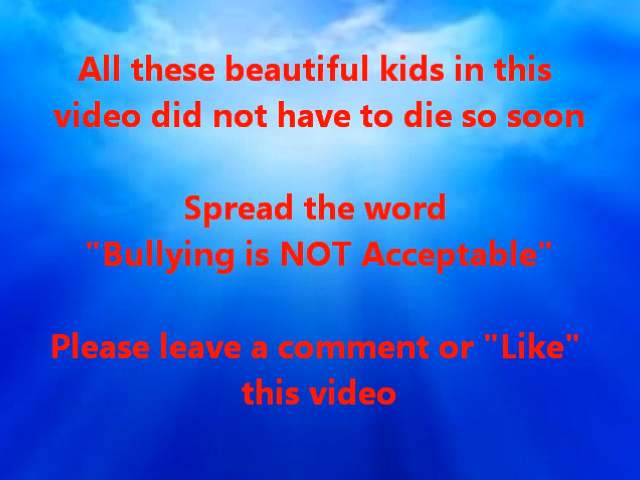 All these beautiful kids in this
video did not have to die so soon
Spread the word
"Bullying is NOT Acceptable"
Please leave a comment or "Like"
this video